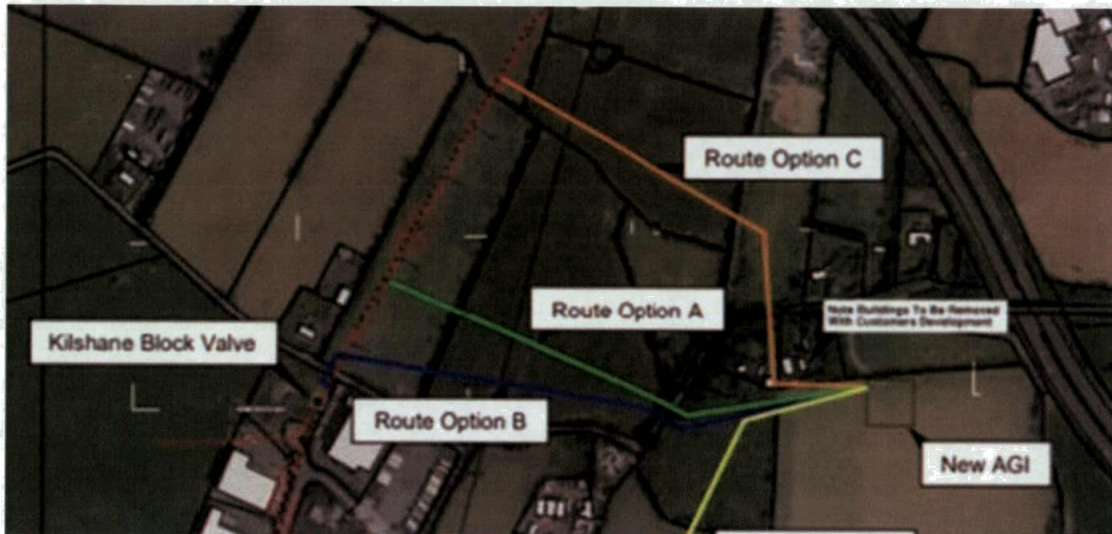 Route Option C
Route Option A
Note Buildings To Be Removed
With Customers Development
Kilshane Block Valve
Route Option B
New AGI